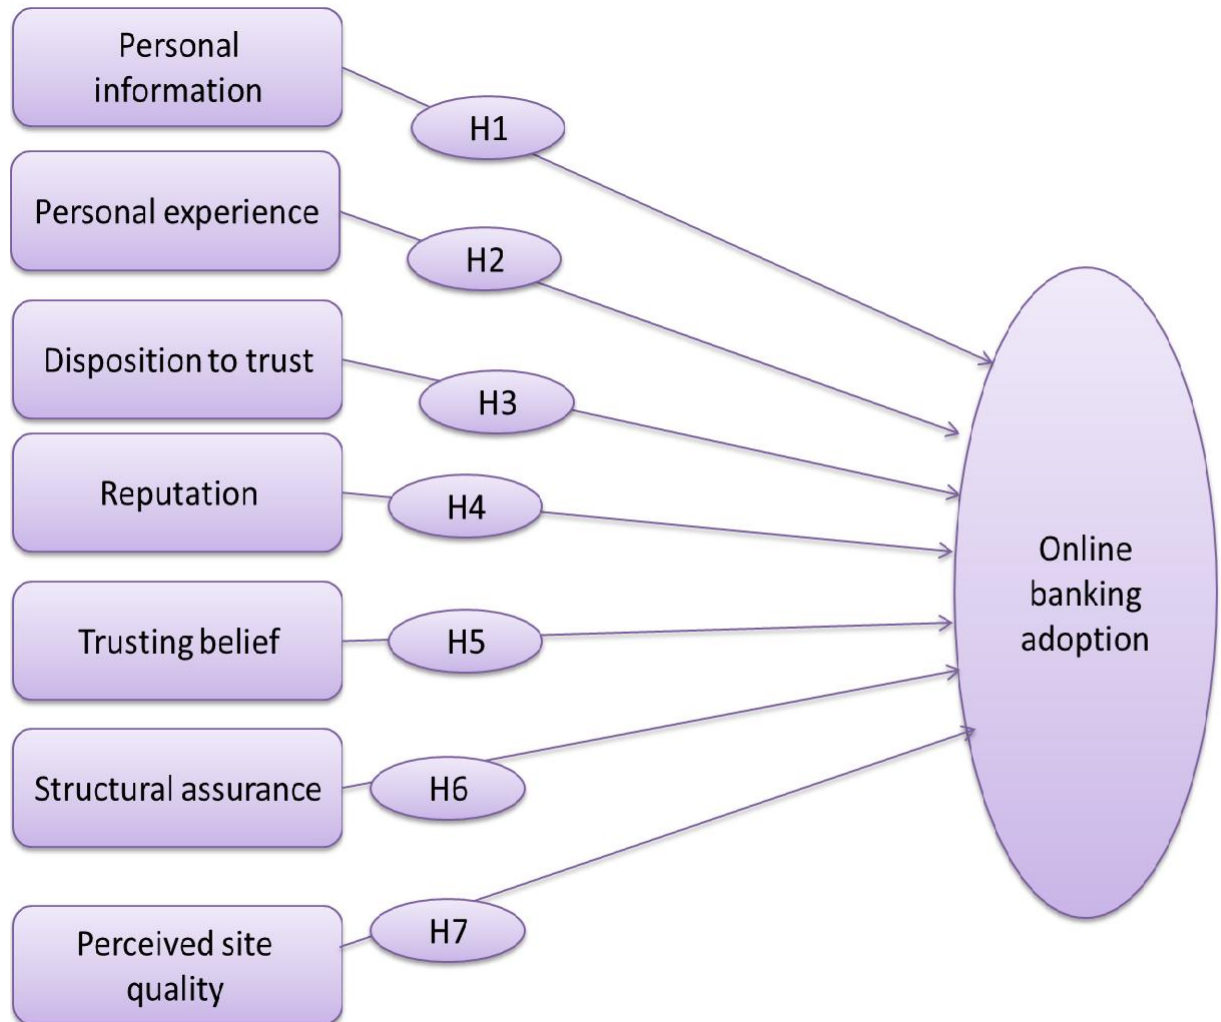 Personal
information
H1
Personal experience
H2
Disposition to trust
H3
Reputation
H4
Trusting belief
H5
Structural assurance
H6
Perceived site
quality
H7
Online
banking
adoption